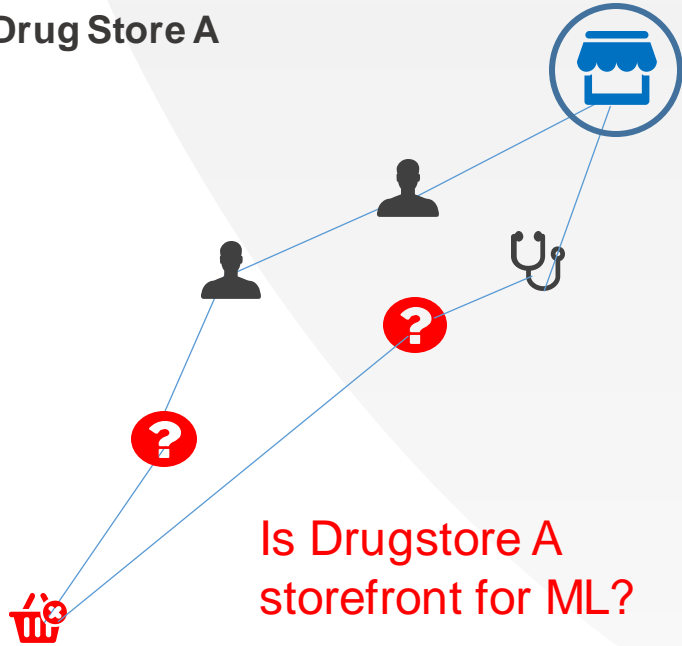 Drug Store A
?
?
Is Drugstore A
storefront for ML?